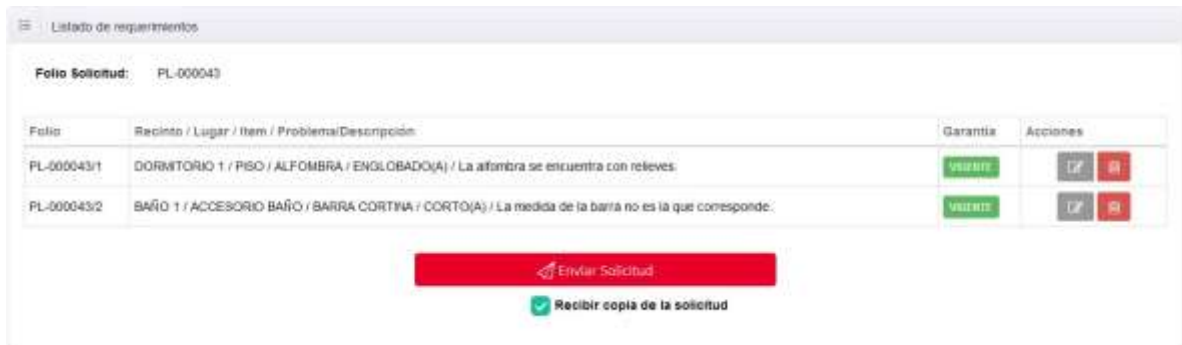 Listado de requerimientos
Folio Solicitud: PL-000043
Folio Recinto / Lugar / Item / Problema/Descripción Garantía Acciones
PL-000043/1 DORMITORIO 1 / PISO / ALFOMBRA / ENGLOBADO(A) / La alfombra se encuentra con relieves. VIGENTE
PL-000043/2 BAÑO 1 / ACCESORIO BAÑO / BARRA CORTINA / CORTO(A) / La medida de la barra no es la que corresponde. VIGENTE
Enviar Solicitud
Recibir copia de la solicitud